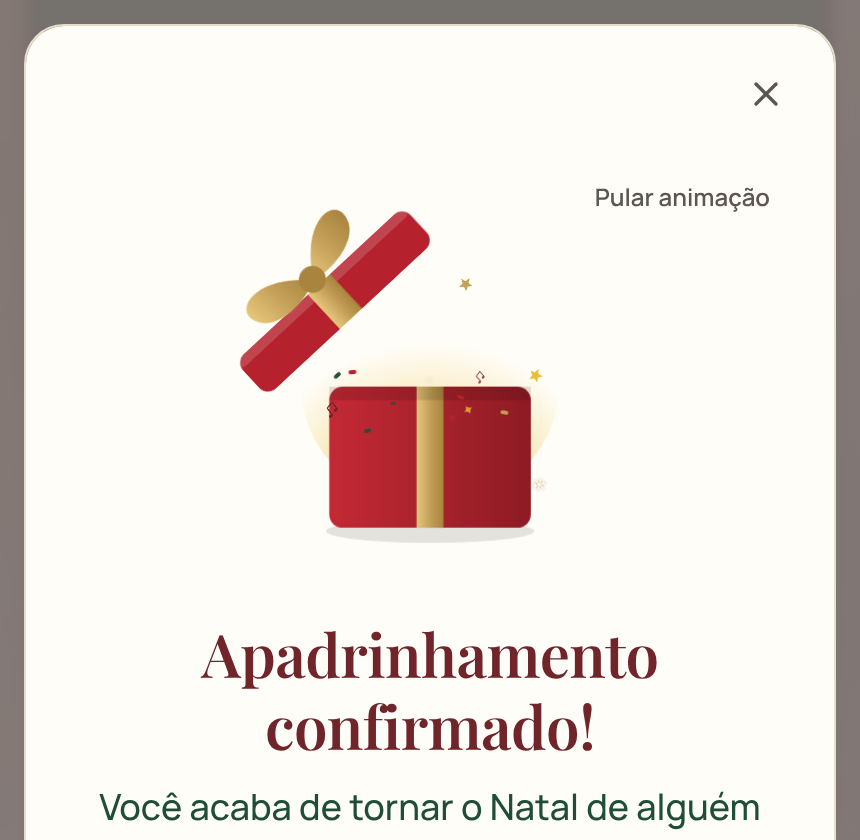 Pular animação
Apadrinhamento
confirmado!
Você acaba de tornar o Natal de alguém